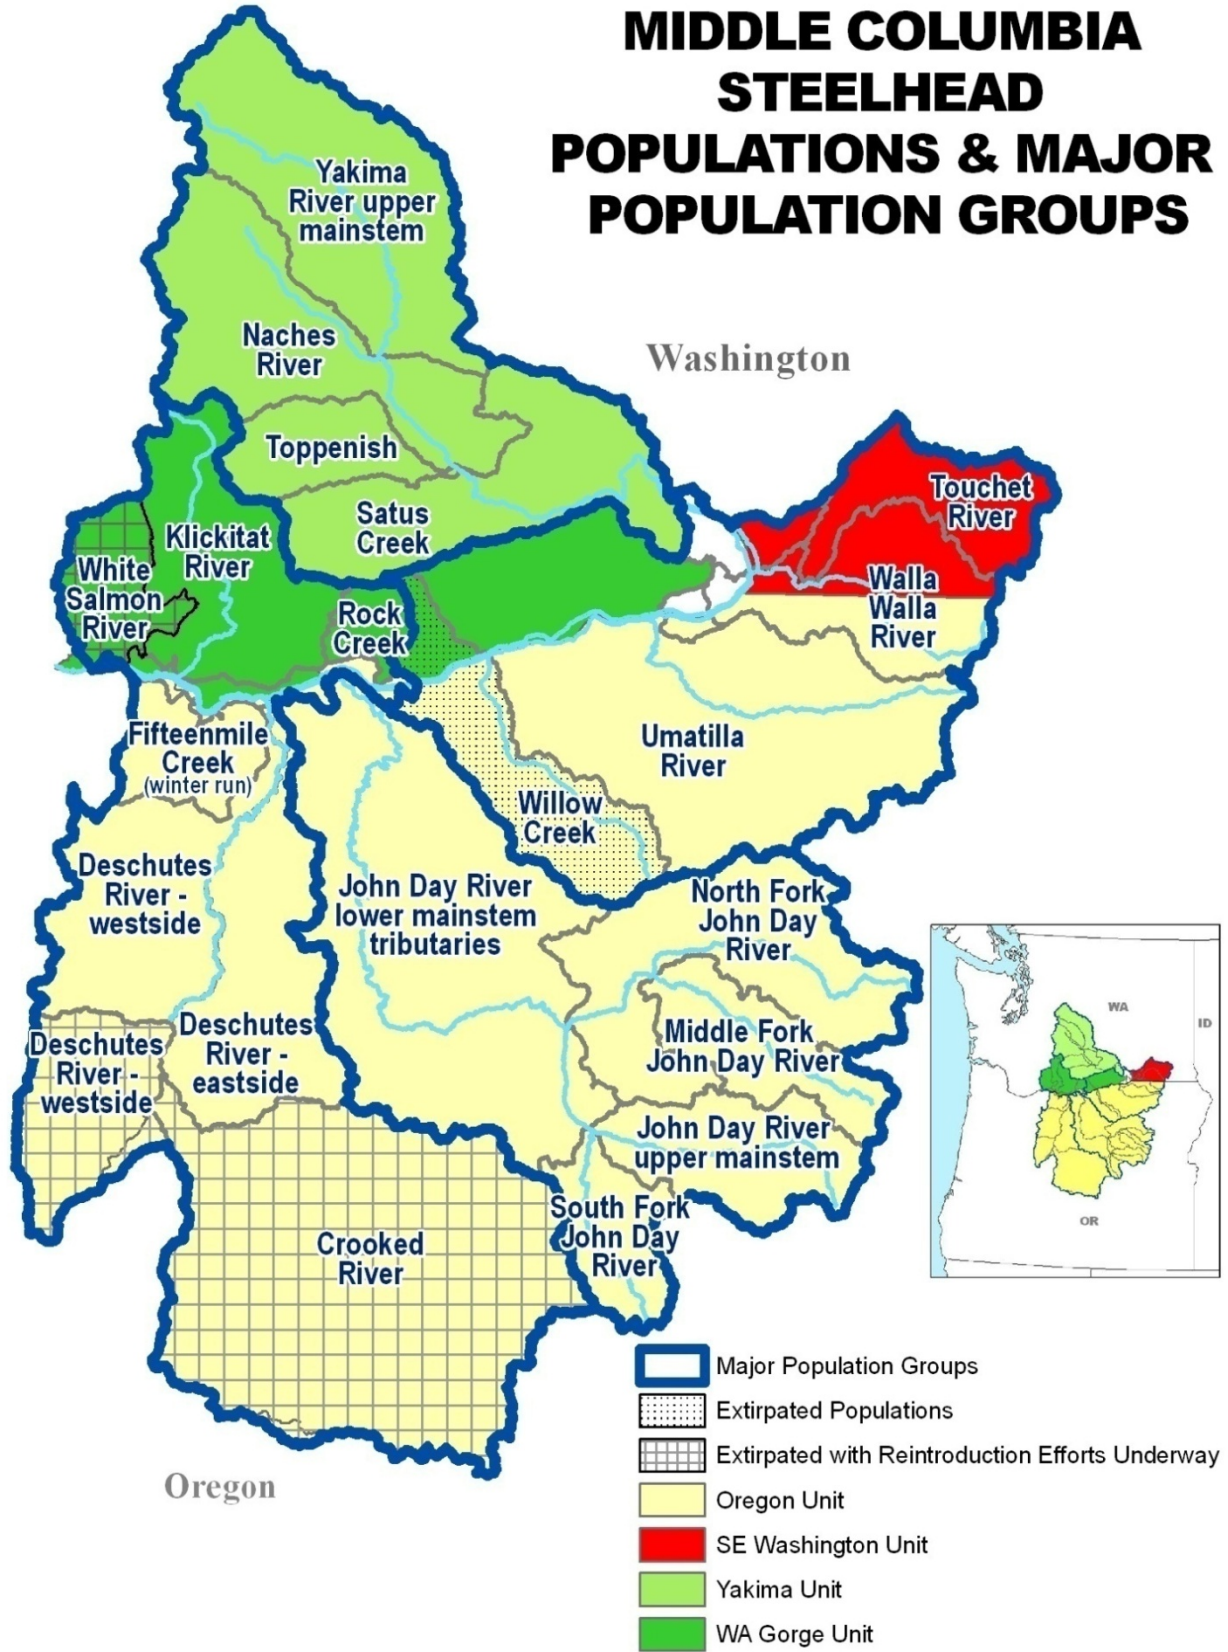 MIDDLE COLUMBIA
STEELHEAD
POPULATIONS & MAJOR
POPULATION GROUPS
Yakima
River upper
mainstem
Naches
River
Washington
Toppenish
Satus
Creek
Touchet
River
Klickitat
River
White
Salmon
River
Rock
Creek
Walla
Walla
River
Fifteenmile
Creek
(winter run)
Umatilla
River
Willow
Creek
Deschutes
River -
westside
John Day River
lower mainstem
tributaries
North Fork
John Day
River
Deschutes
River -
westside
Deschutes
River -
eastside
Middle Fork
John Day River
John Day River
upper mainstem
South Fork
John Day
River
Crooked
River
Oregon
WA
ID
OR
Major Population Groups
Extirpated Populations
Extirpated with Reintroduction Efforts Underway
Oregon Unit
SE Washington Unit
Yakima Unit
WA Gorge Unit